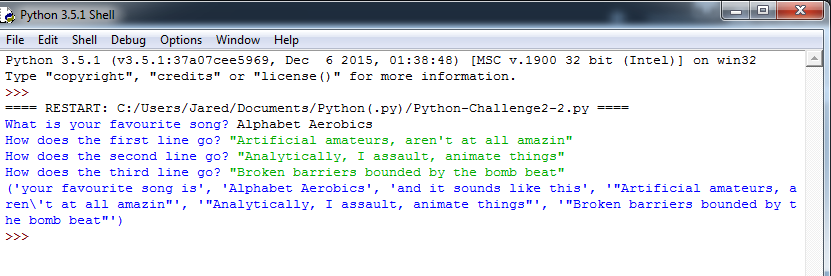 Python 3.5.1 Shell
File Edit Shell Debug Options Window Help
Python 3.5.1 (v3.5.1:37a07cee5969, Dec  6 2015, 01:38:48) [MSC v.1900 32 bit (Intel)] on win32
Type "copyright", "credits" or "license()" for more information.
>>>
==== RESTART: C:/Users/Jared/Documents/Python(.py)/Python-Challenge2-2.py ====
What is your favourite song? Alphabet Aerobics
How does the first line go? "Artificial amateurs, aren't at all amazin"
How does the second line go? "Analytically, I assault, animate things"
How does the third line go? "Broken barriers bounded by the bomb beat"
('your favourite song is', 'Alphabet Aerobics', 'and it sounds like this', '"Artificial amateurs, a
ren\'t at all amazin"', '"Analytically, I assault, animate things"', '"Broken barriers bounded by t
he bomb beat"')
>>>